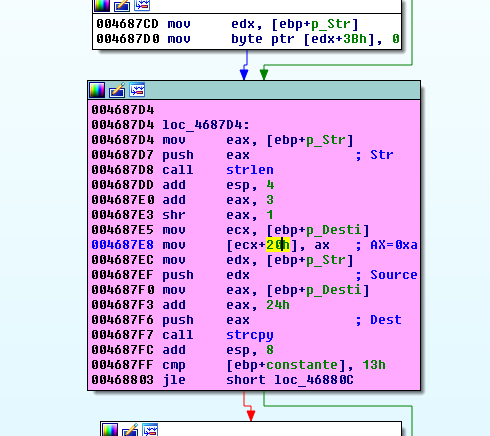 004687CD mov edx, [ebp+p_Str]
004687D0 mov byte ptr [edx+3Bh], 0
004687D4
004687D4 loc_4687D4:
004687D4 mov eax, [ebp+p_Str]
004687D7 push eax ; Str
004687D8 call strlen
004687DD add esp, 4
004687E0 add eax, 3
004687E3 shr eax, 1
004687E5 mov ecx, [ebp+p_Desti]
004687E8 mov [ecx+20h], ax ; AX=0xa
004687EC mov edx, [ebp+p_Str]
004687EF push edx ; Source
004687F0 mov eax, [ebp+p_Desti]
004687F3 add eax, 24h
004687F6 push eax ; Dest
004687F7 call strcpy
004687FC add esp, 8
004687FF cmp [ebp+constante], 13h
00468803 jle short loc_46880C